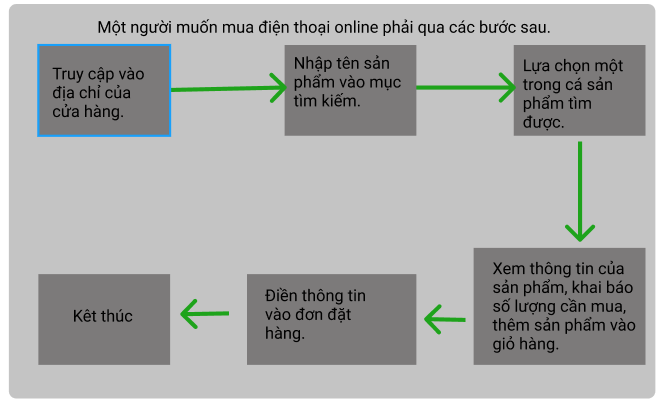 Một người muốn mua điện thoại online phải qua các bước sau.
Truy cập vào
địa chỉ của
cửa hàng.
Nhập tên sản
phẩm vào mục
tìm kiếm.
Lựa chọn một
trong cá sản
phẩm tìm
được.
Xem thông tin của
sản phẩm, khai báo
số lượng cần mua,
thêm sản phẩm vào
giỏ hàng.
Điền thông tin
vào đơn đặt
hàng.
Kêt thúc